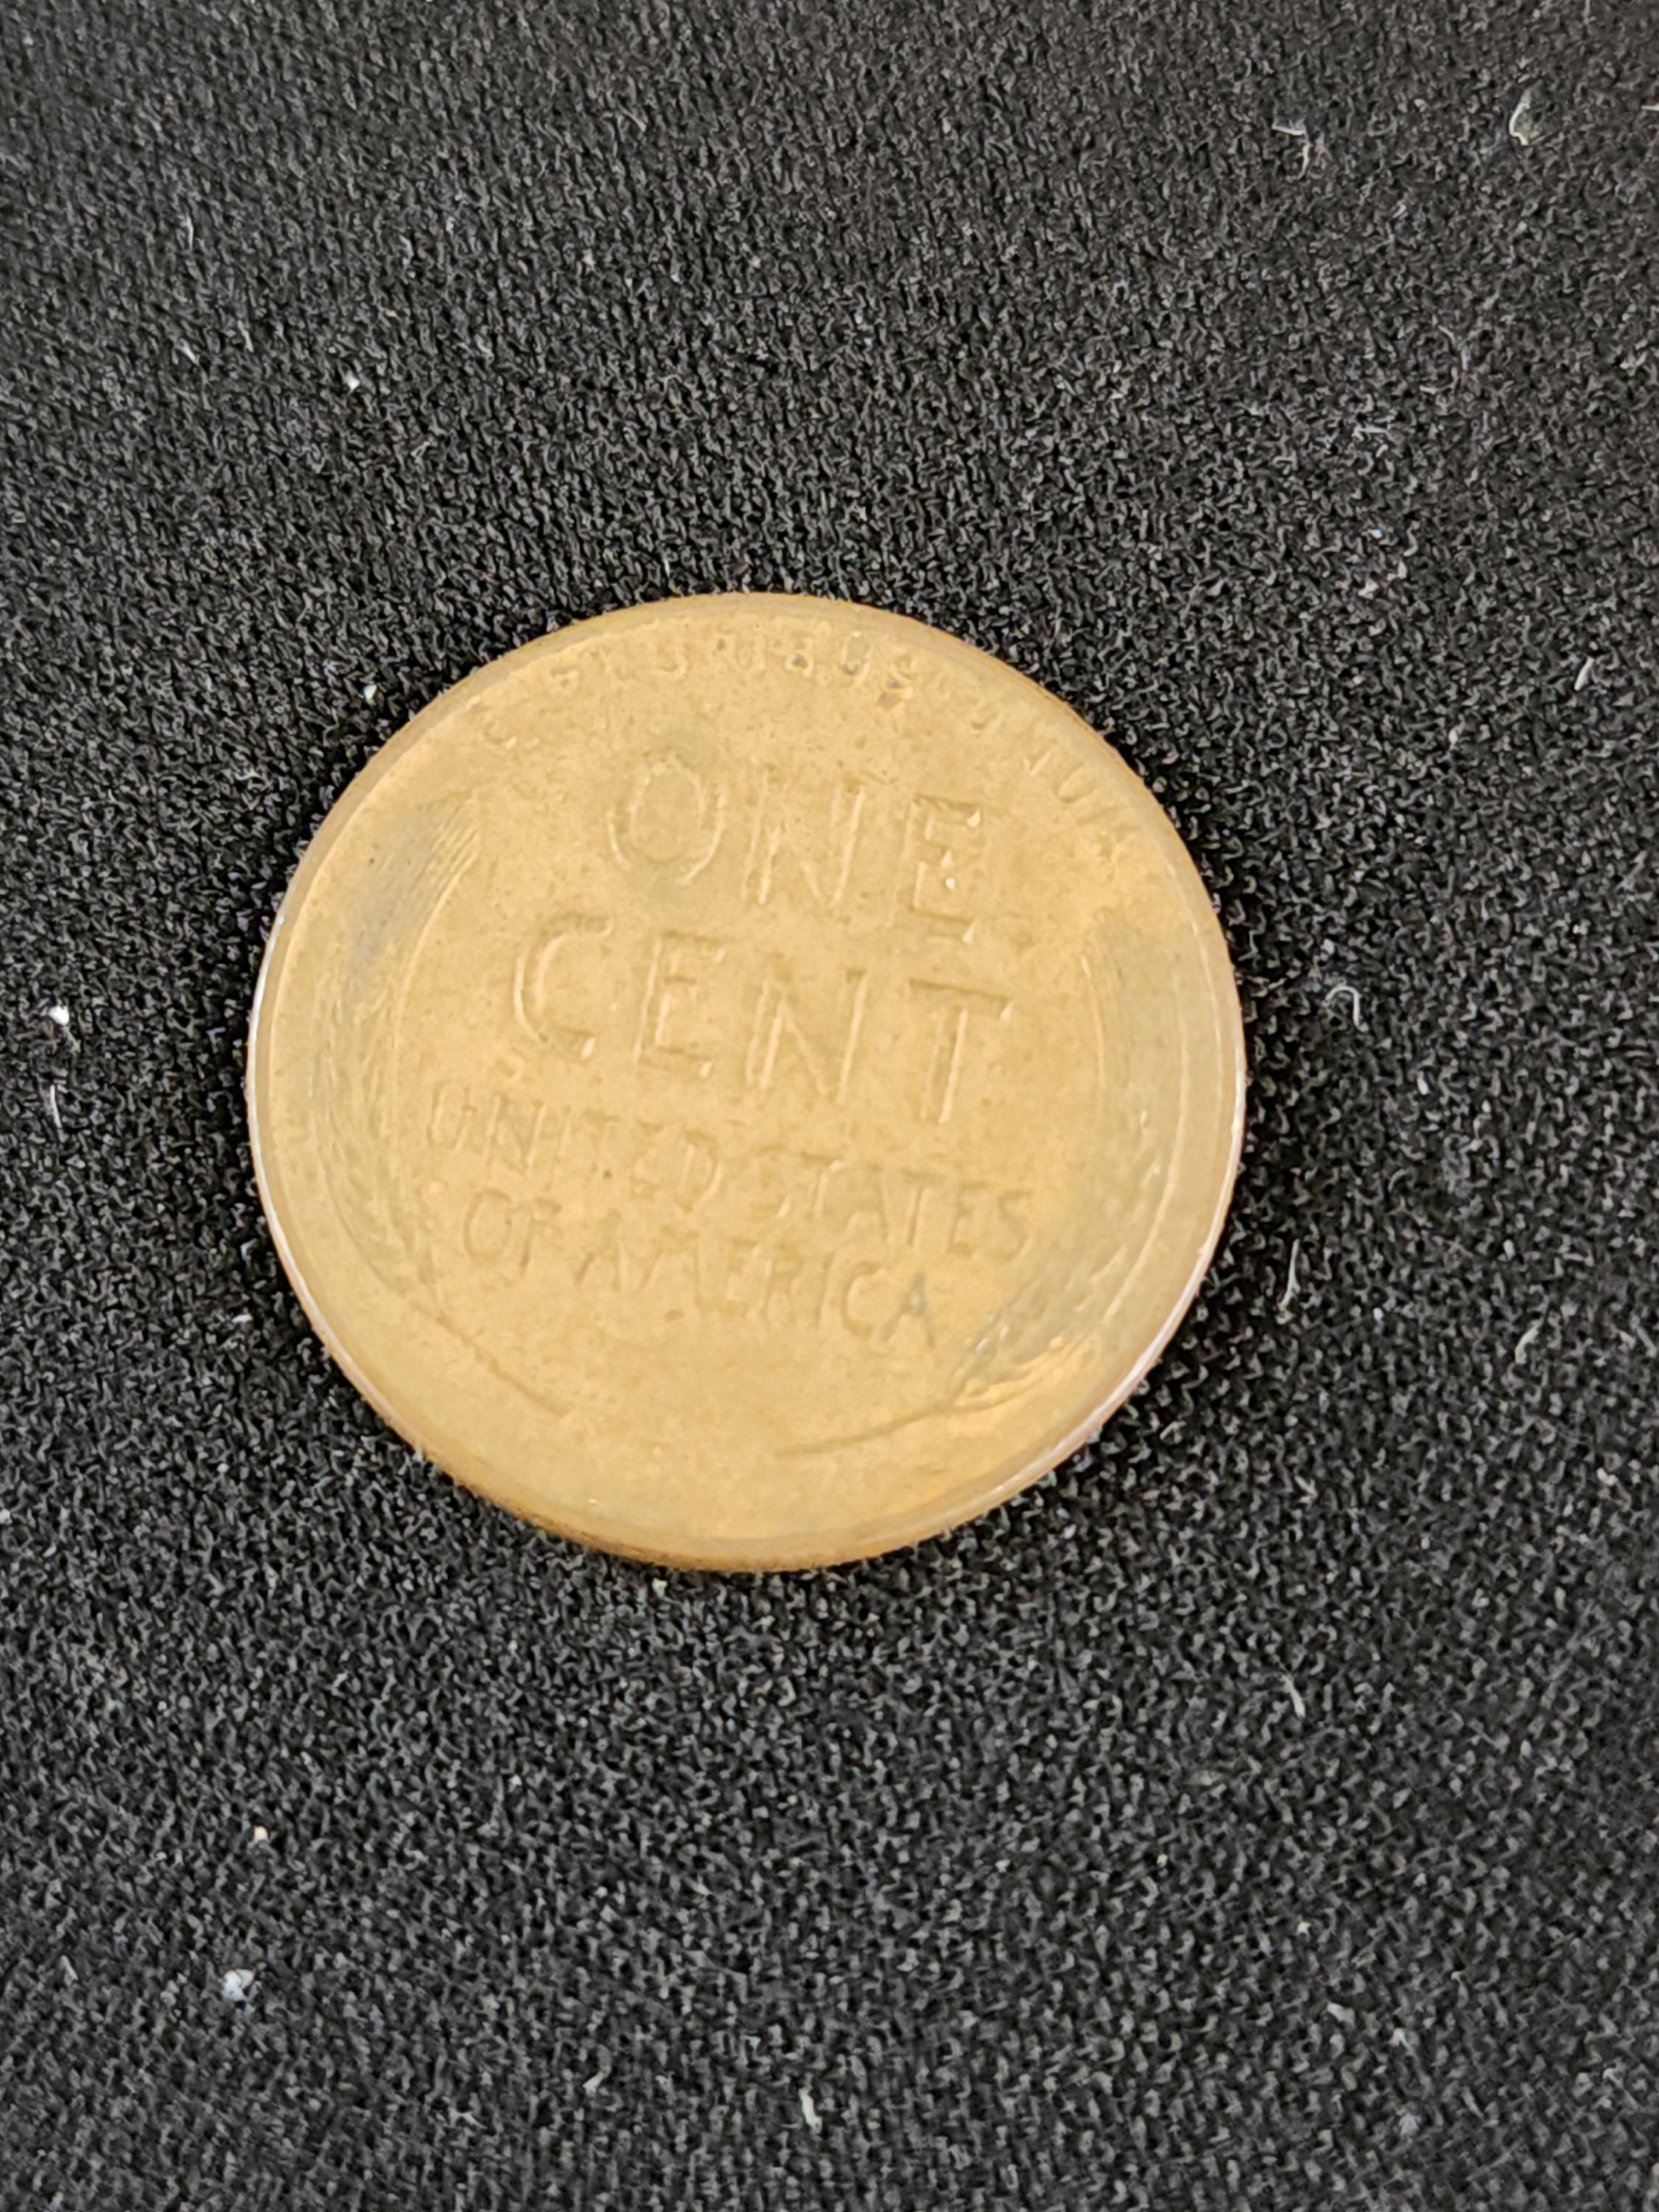 ONE
CENT
UNITED STATES
OF AMERICA